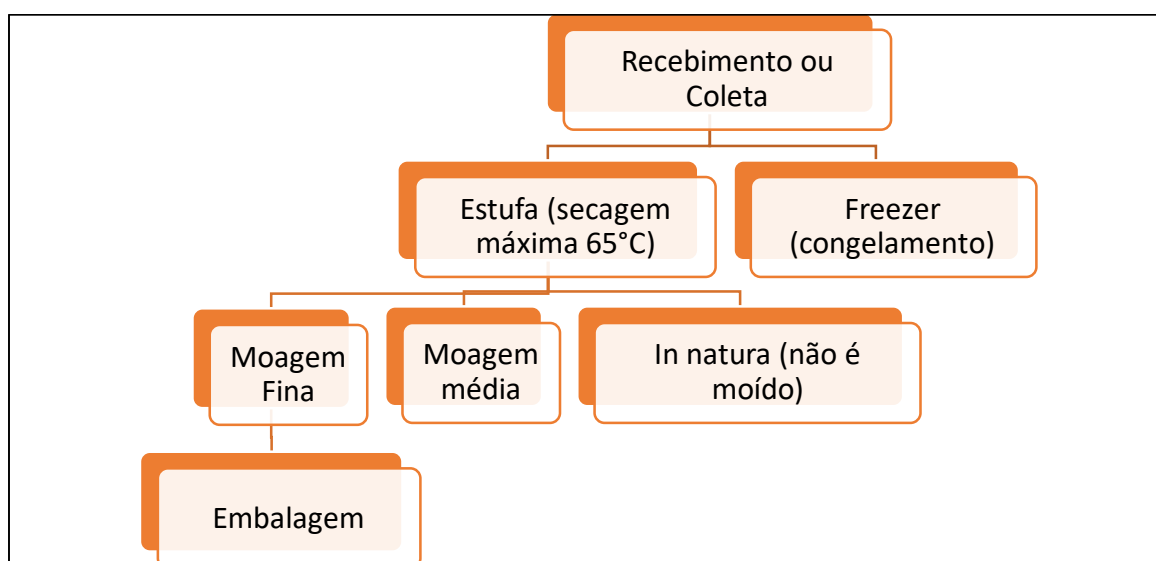 Recebimento ou
Coleta
Estufa (secagem
máxima 65°C)
Freezer
(congelamento)
Moagem
Fina
Moagem
média
In natura (não é
moído)
Embalagem